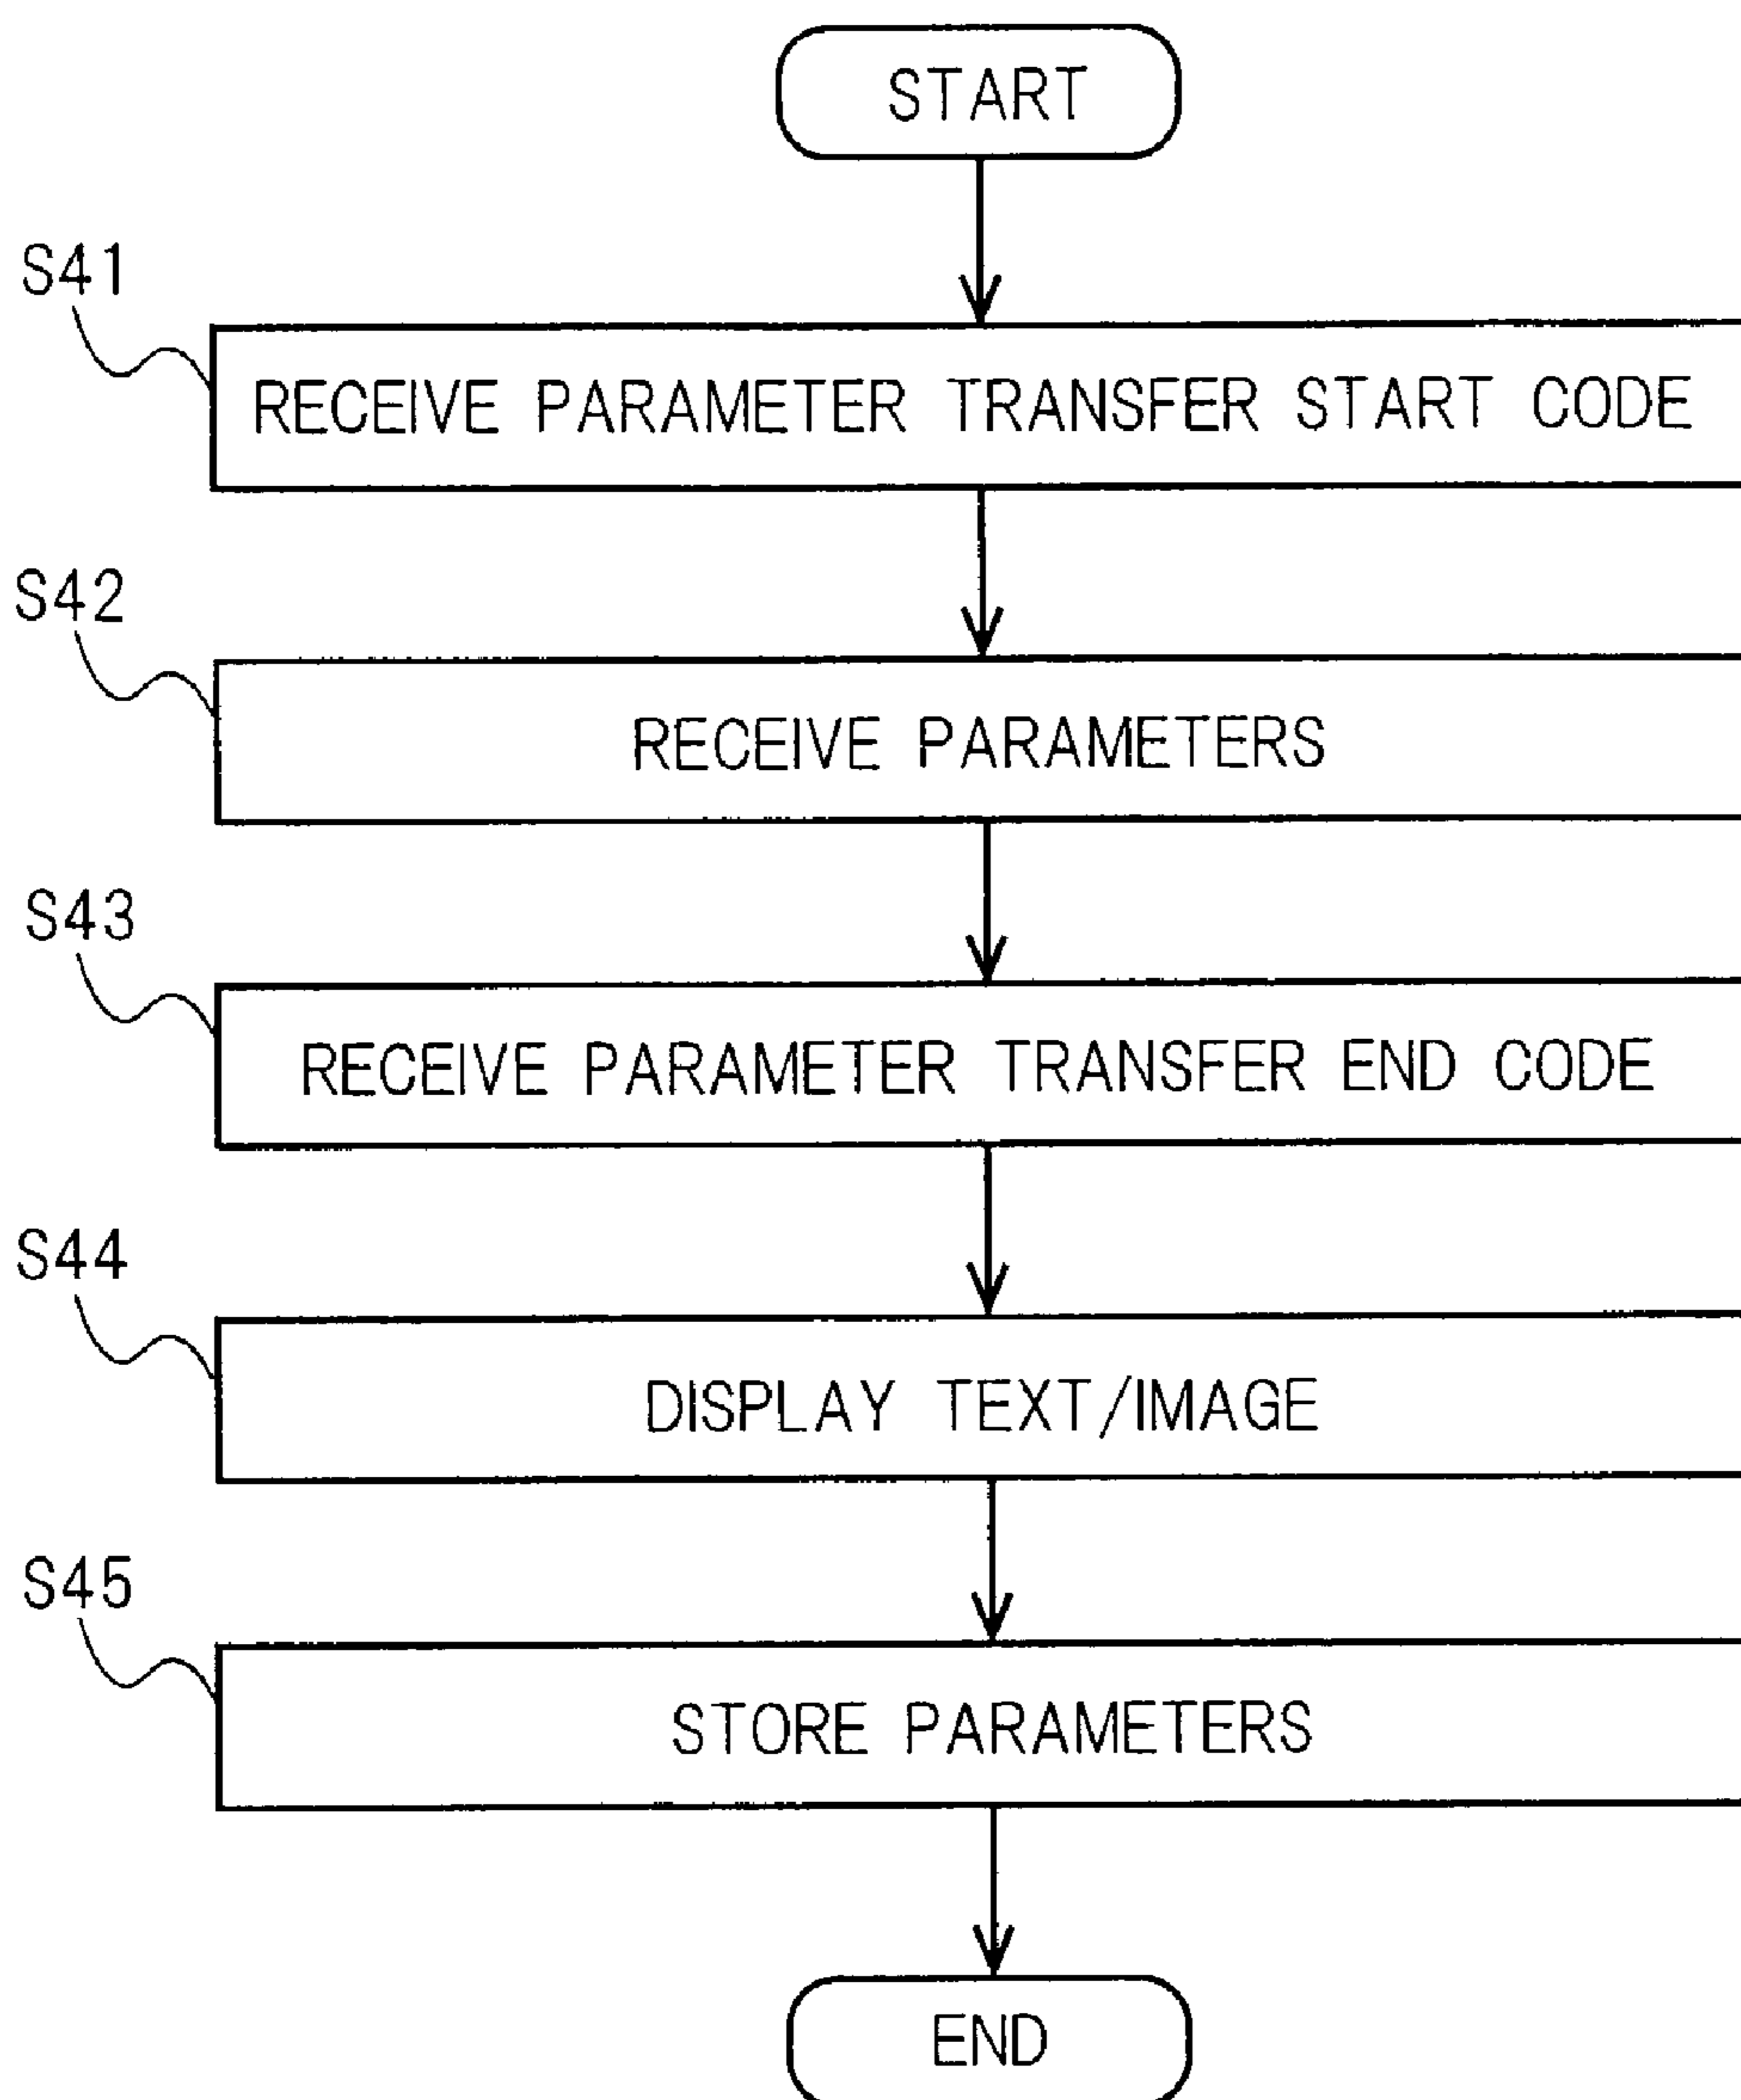 START
S41
RECEIVE PARAMETER TRANSFER START CODE
S42
RECEIVE PARAMETERS
S43
RECEIVE PARAMETER TRANSFER END CODE
S44
DISPLAY TEXT/IMAGE
S45
STORE PARAMETERS
END